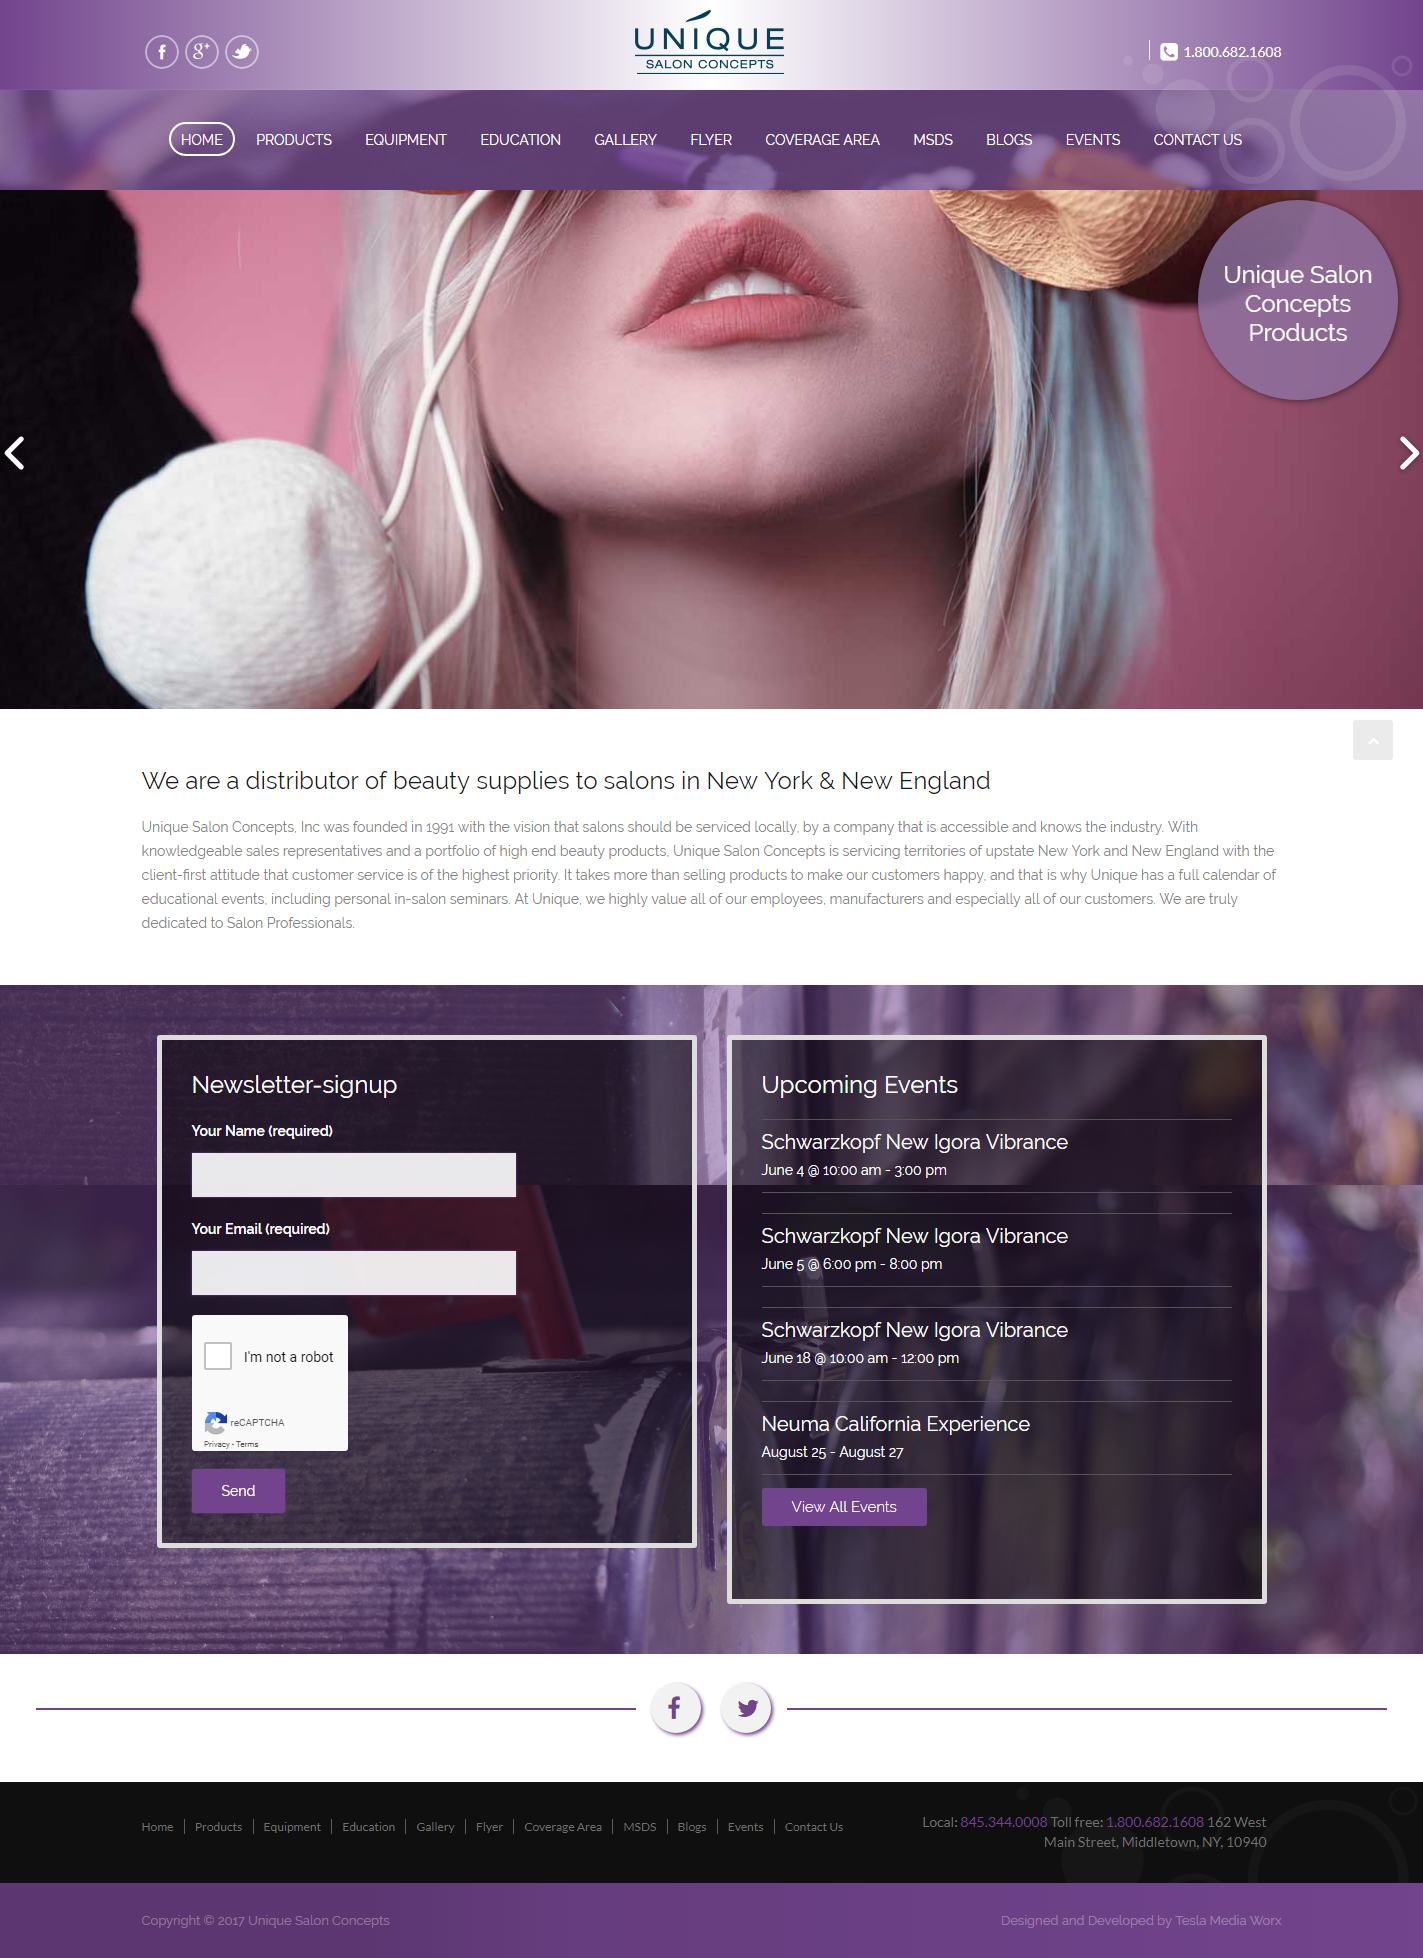 UNIQUE
SALON CONCEPTS
1.800.682.1608
HOME PRODUCTS EQUIPMENT EDUCATION GALLERY FLYER COVERAGE AREA MSDS BLOGS EVENTS CONTACT US
Unique Salon
Concepts
Products
We are a distributor of beauty supplies to salons in New York & New England
Unique Salon Concepts, Inc was founded in 1991 with the vision that salons should be serviced locally, by a company that is accessible and knows the industry. With
knowledgeable sales representatives and a portfolio of high end beauty products, Unique Salon Concepts is servicing territories of upstate New York and New England with the
client-first attitude that customer service is of the highest priority. It takes more than selling products to make our customers happy, and that is why Unique has a full calendar of
educational events, including personal in-salon seminars. At Unique, we highly value all of our employees, manufacturers and especially all of our customers. We are truly
dedicated to Salon Professionals.
Newsletter-signup
Your Name (required)
Your Email (required)
I'm not a robot
reCAPTCHA
Privacy - Terms
Send
Upcoming Events
Schwarzkopf New Igora Vibrance
June 4 @ 10:00 am - 3:00 pm
Schwarzkopf New Igora Vibrance
June 5 @ 6:00 pm - 8:00 pm
Schwarzkopf New Igora Vibrance
June 18 @ 10:00 am - 12:00 pm
Neuma California Experience
August 25 - August 27
View All Events
Home Products Equipment Education Gallery Flyer Coverage Area MSDS Blogs Events Contact Us
Local: 845.344.0008 Toll free: 1.800.682.1608 162 West
Main Street, Middletown, NY, 10940
Copyright © 2017 Unique Salon Concepts
Designed and Developed by Tesla Media Worx